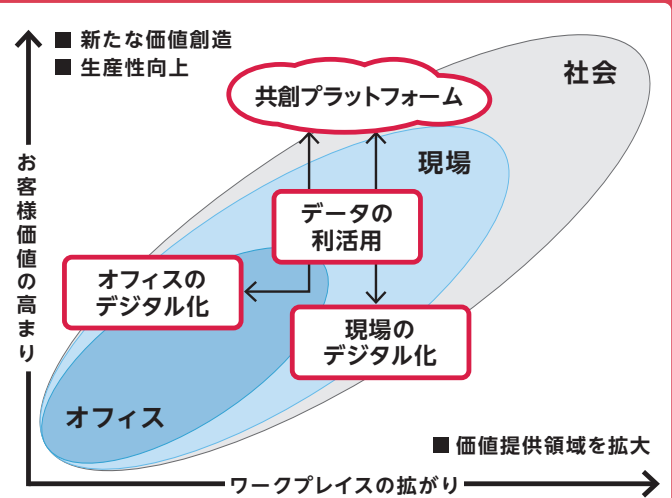 ■ 新たな価値創造
■ 生産性向上
社会
共創プラットフォーム
現場
お客様価値の高まり
データの
利活用
オフィスの
デジタル化
現場の
デジタル化
オフィス
■ 価値提供領域を拡大
ワークプレイスの拡がり